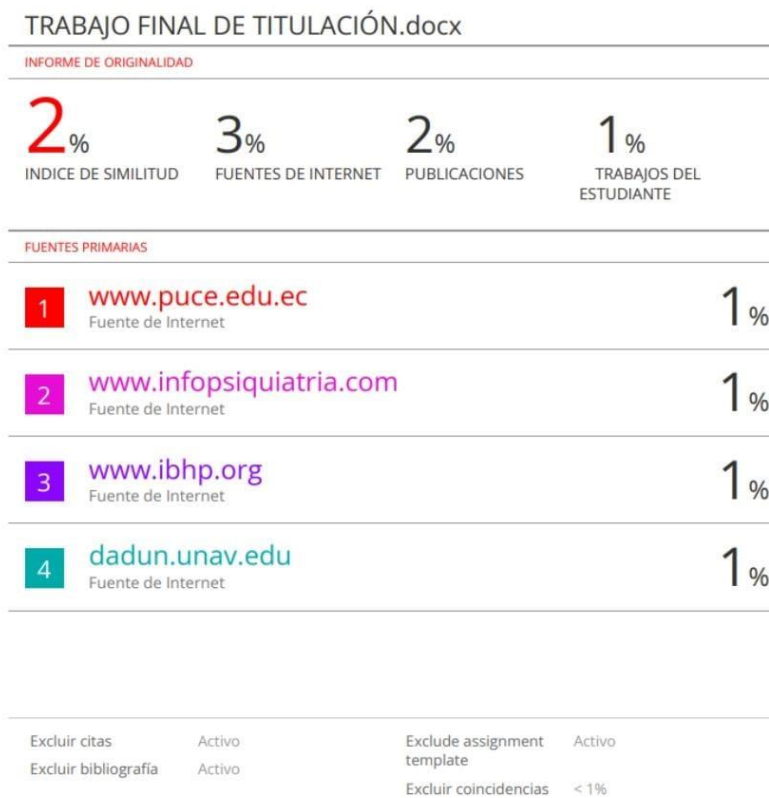 TRABAJO FINAL DE TITULACIÓN.docx
INFORME DE ORIGINALIDAD
2%
3%
2%
1%
INDICE DE SIMILITUD
FUENTES DE INTERNET
PUBLICACIONES
TRABAJOS DEL
ESTUDIANTE
FUENTES PRIMARIAS
1
www.puce.edu.ec
Fuente de Internet
1%
2
www.infopsiquiatria.com
Fuente de Internet
1%
3
www.ibhp.org
Fuente de Internet
1%
4
dadun.unav.edu
Fuente de Internet
1%
Excluir citas
Activo
Excluir bibliografía
Activo
Exclude assignment
template
Activo
Excluir coincidencias
< 1%